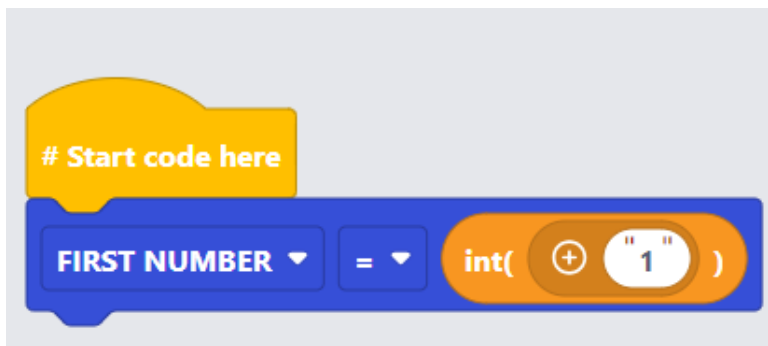 # Start code here
FIRST NUMBER = int( "1" )